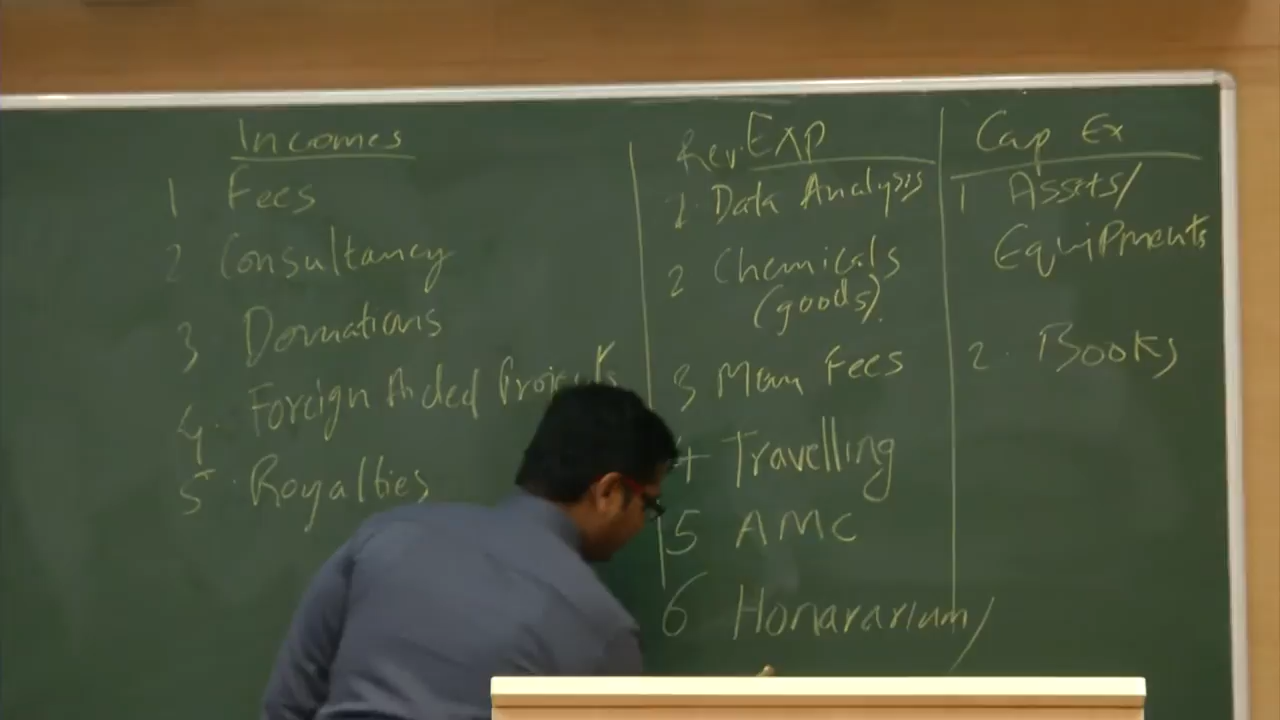 Incomes
1 Fees
2 Consultancy
3 Donnations
4. Foreign Aided Projects
5. Royalties
Rev. Exp
1. Data Analysis
2 Chemicals
(goods).
3 Mem Fees
4 Travelling
5 AMC
6 Honararium/
Cap Ex
1 Assets/
Equipments
2. Books